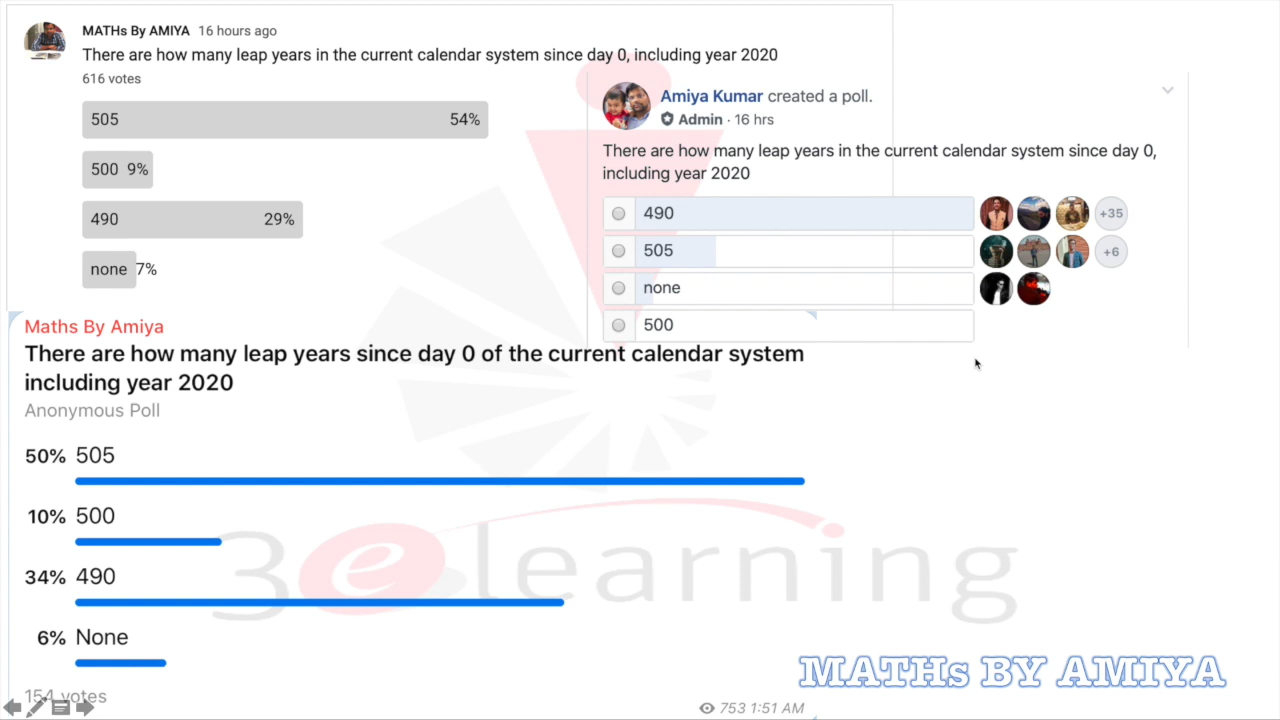 MATHs By AMIYA 16 hours ago
There are how many leap years in the current calendar system since day 0, including year 2020
616 votes
505 54%
500 9%
490 29%
none 7%
Amiya Kumar created a poll.
Admin · 16 hrs
There are how many leap years in the current calendar system since day 0,
including year 2020
490 +35
505 +6
none
500
Maths By Amiya
There are how many leap years since day 0 of the current calendar system
including year 2020
Anonymous Poll
50% 505
10% 500
34% 490
6% None
154 votes
753 1:51 AM
3elearning
MATHs BY AMIYA